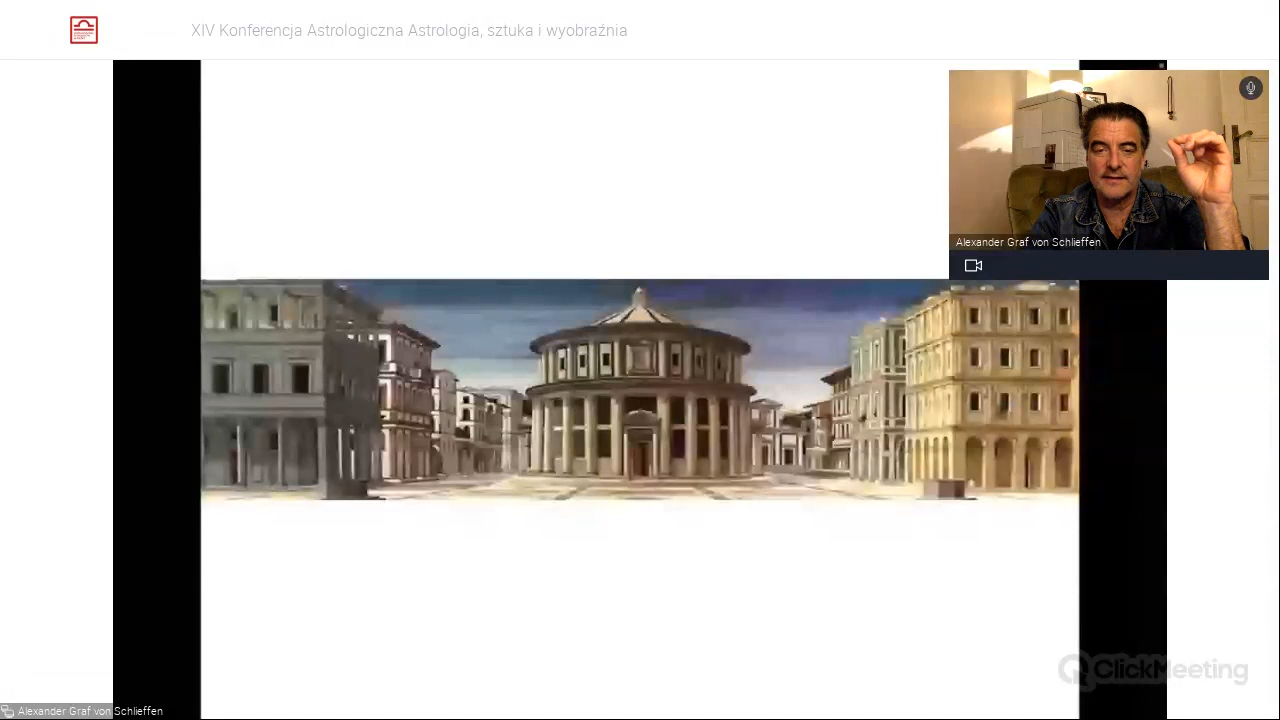 XIV Konferencja Astrologiczna Astrologia, sztuka i wyobraźnia
Alexander Graf von Schlieffen
ClickMeeting
Alexander Graf von Schlieffen